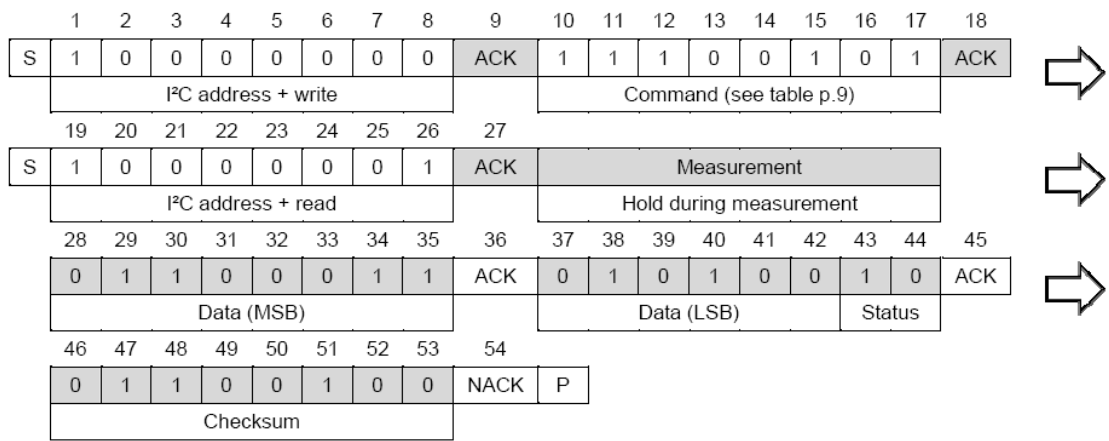 1 2 3 4 5 6 7 8 9 10 11 12 13 14 15 16 17 18
S 1 0 0 0 0 0 0 0 ACK 1 1 1 0 0 1 0 1 ACK
I²C address + write Command (see table p.9)
19 20 21 22 23 24 25 26 27
S 1 0 0 0 0 0 0 1 ACK Measurement
I²C address + read Hold during measurement
28 29 30 31 32 33 34 35 36 37 38 39 40 41 42 43 44 45
0 1 1 0 0 0 1 1 ACK 0 1 0 1 0 0 1 0 ACK
Data (MSB) Data (LSB) Status
46 47 48 49 50 51 52 53 54
0 1 1 0 0 1 0 0 NACK P
Checksum